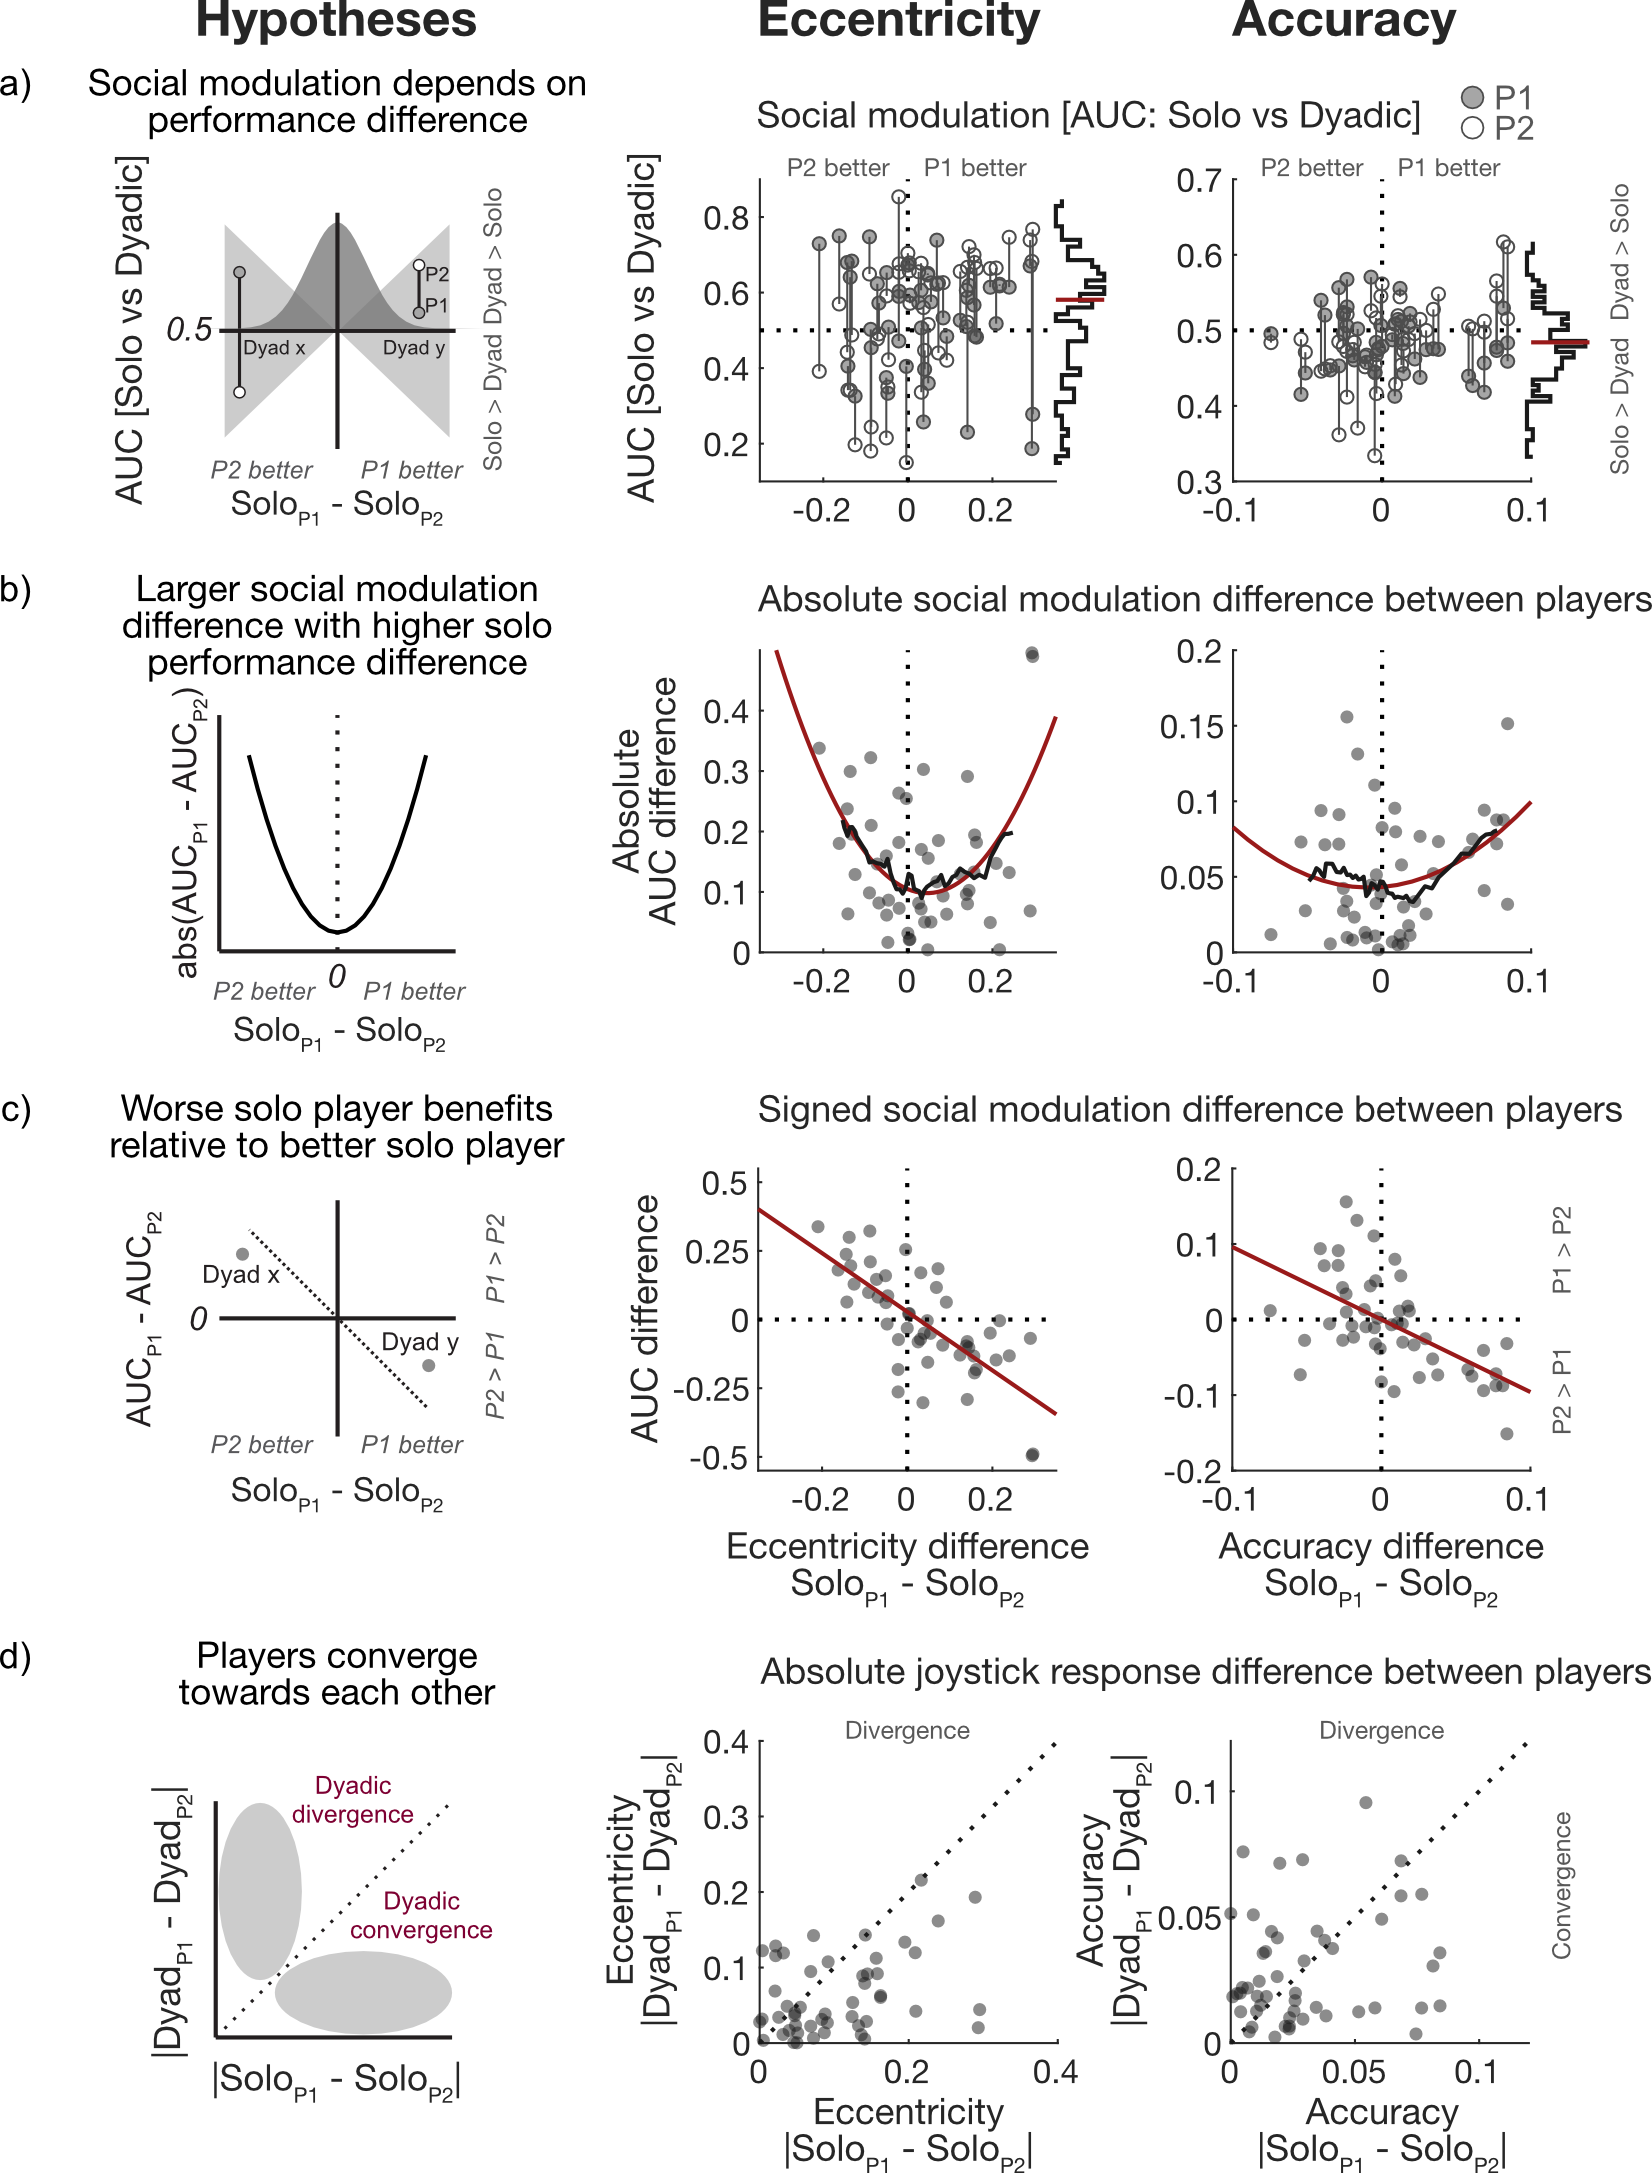 Hypotheses
Eccentricity
Accuracy
a)
Social modulation depends on
performance difference
AUC [Solo vs Dyadic]
0.5
Dyad x
Dyad y
P2
P1
Solo > Dyad Dyad > Solo
P2 better
P1 better
SoloP1 - SoloP2
Social modulation [AUC: Solo vs Dyadic]
P1
P2
AUC [Solo vs Dyadic]
P2 better
P1 better
0.8
0.6
0.4
0.2
-0.2
0
0.2
P2 better
P1 better
0.7
0.6
0.5
0.4
0.3
-0.1
0
0.1
Solo > Dyad Dyad > Solo
b)
Larger social modulation
difference with higher solo
performance difference
abs(AUCP1 - AUCP2)
0
P2 better
P1 better
SoloP1 - SoloP2
Absolute social modulation difference between players
Absolute
AUC difference
0.4
0.3
0.2
0.1
0
-0.2
0
0.2
0.2
0.15
0.1
0.05
0
-0.1
0
0.1
c)
Worse solo player benefits
relative to better solo player
AUCP1 - AUCP2
0
Dyad x
Dyad y
P2 > P1 P1 > P2
P2 better
P1 better
SoloP1 - SoloP2
Signed social modulation difference between players
AUC difference
0.5
0.25
0
-0.25
-0.5
-0.2
0
0.2
Eccentricity difference
SoloP1 - SoloP2
0.2
0.1
0
-0.1
-0.2
-0.1
0
0.1
P2 > P1 P1 > P2
Accuracy difference
SoloP1 - SoloP2
d)
Players converge
towards each other
|DyadP1 - DyadP2|
Dyadic
divergence
Dyadic
convergence
|SoloP1 - SoloP2|
Absolute joystick response difference between players
Eccentricity
|DyadP1 - DyadP2|
Divergence
0.4
0.3
0.2
0.1
0
0
0.2
0.4
Eccentricity
|SoloP1 - SoloP2|
Accuracy
|DyadP1 - DyadP2|
Divergence
0.1
0.05
0
0
0.05
0.1
Convergence
Accuracy
|SoloP1 - SoloP2|